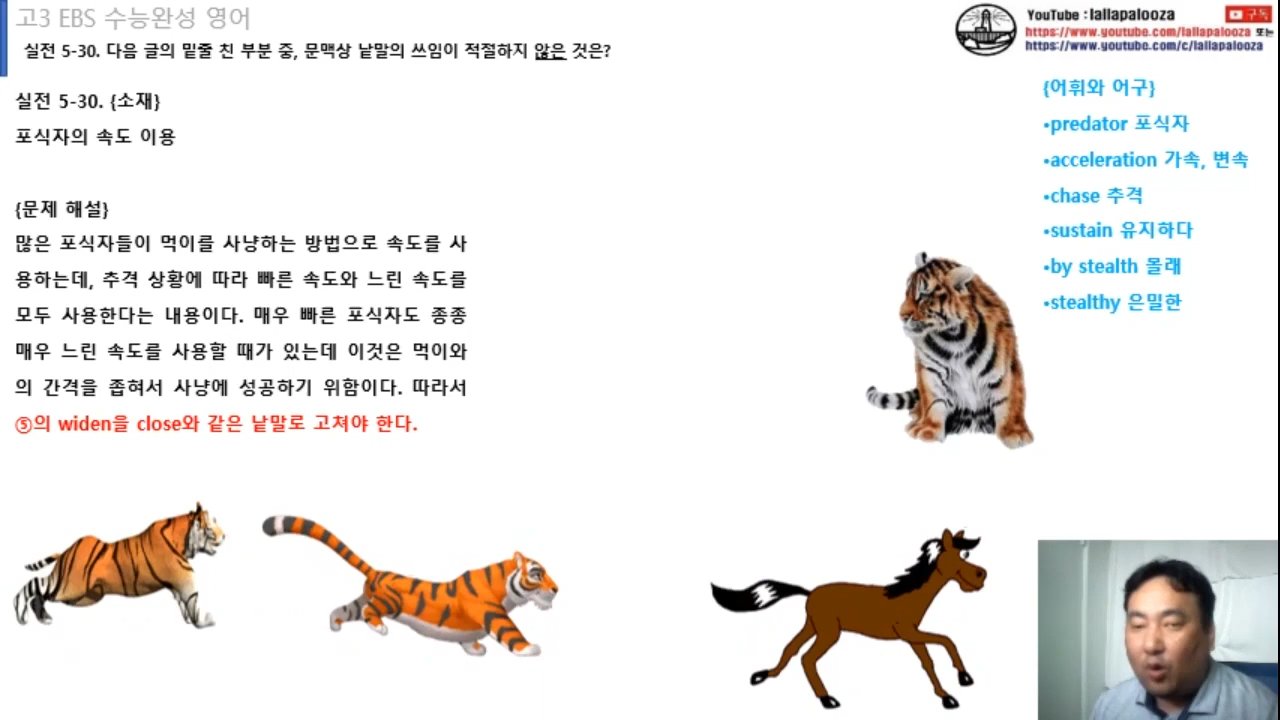 고3 EBS 수능완성 영어
실전 5-30. 다음 글의 밑줄 친 부분 중, 문맥상 낱말의 쓰임이 적절하지 않은 것은?
YouTube : lallapalooza
구독
https://www.youtube.com/lallapalooza 또는
https://www.youtube.com/c/lallapalooza
실전 5-30. {소재}
포식자의 속도 이용
{문제 해설}
많은 포식자들이 먹이를 사냥하는 방법으로 속도를 사
용하는데, 추격 상황에 따라 빠른 속도와 느린 속도를
모두 사용한다는 내용이다. 매우 빠른 포식자도 종종
매우 느린 속도를 사용할 때가 있는데 이것은 먹이와
의 간격을 좁혀서 사냥에 성공하기 위함이다. 따라서
⑤의 widen을 close와 같은 낱말로 고쳐야 한다.
{어휘와 어구}
•predator 포식자
•acceleration 가속, 변속
•chase 추격
•sustain 유지하다
•by stealth 몰래
•stealthy 은밀한